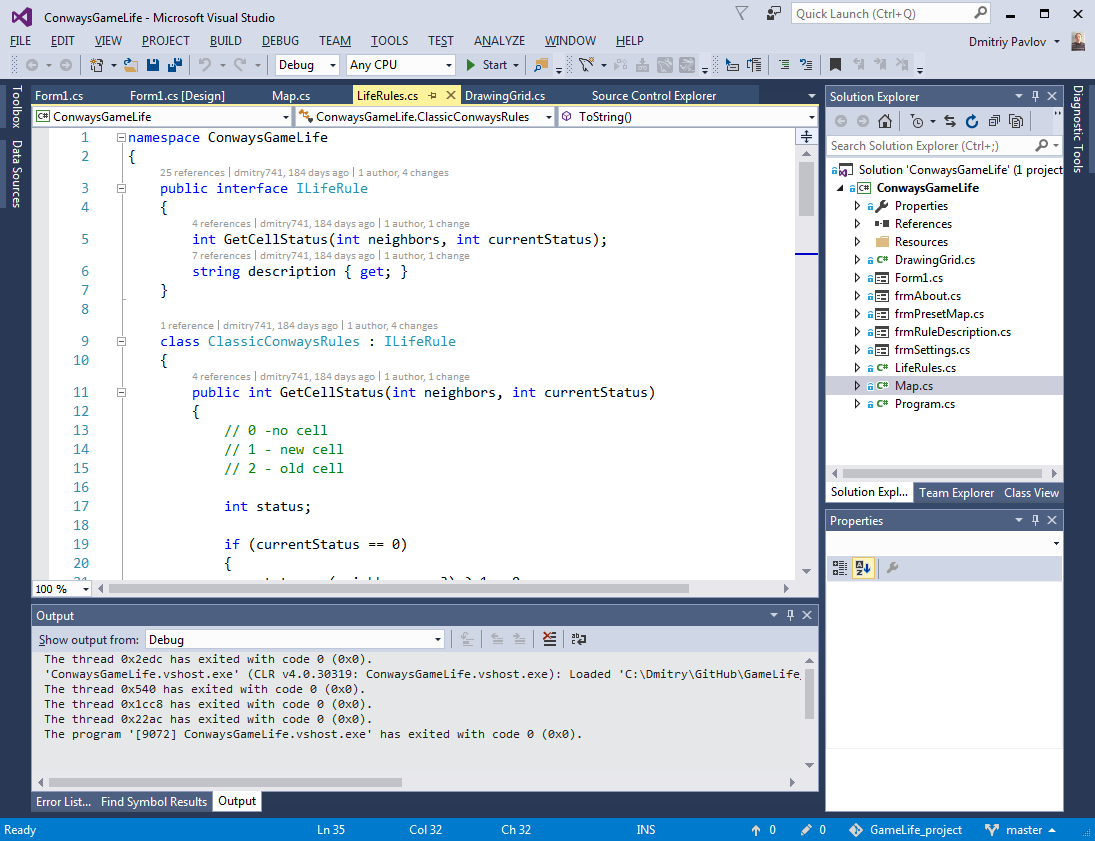 ConwaysGameLife - Microsoft Visual Studio
Quick Launch (Ctrl+Q)
FILE EDIT VIEW PROJECT BUILD DEBUG TEAM TOOLS TEST ANALYZE WINDOW HELP
Dmitriy Pavlov
Debug Any CPU Start
Toolbox
Data Sources
Form1.cs Form1.cs [Design] Map.cs LifeRules.cs DrawingGrid.cs Source Control Explorer
C# ConwaysGameLife ConwaysGameLife.ClassicConwaysRules ToString()
1 namespace ConwaysGameLife
2 {
25 references | dmitry741, 184 days ago | 1 author, 4 changes
3 public interface ILifeRule
4 {
4 references | dmitry741, 184 days ago | 1 author, 1 change
5 int GetCellStatus(int neighbors, int currentStatus);
7 references | dmitry741, 184 days ago | 1 author, 1 change
6 string description { get; }
7 }
8
1 reference | dmitry741, 184 days ago | 1 author, 4 changes
9 class ClassicConwaysRules : ILifeRule
10 {
4 references | dmitry741, 184 days ago | 1 author, 1 change
11 public int GetCellStatus(int neighbors, int currentStatus)
12 {
13 // 0 -no cell
14 // 1 - new cell
15 // 2 - old cell
16
17 int status;
18
19 if (currentStatus == 0)
20 {
100 %
Output
Show output from: Debug
The thread 0x2edc has exited with code 0 (0x0).
'ConwaysGameLife.vshost.exe' (CLR v4.0.30319: ConwaysGameLife.vshost.exe): Loaded 'C:\Dmitry\GitHub\GameLife_
The thread 0x540 has exited with code 0 (0x0).
The thread 0x1cc8 has exited with code 0 (0x0).
The thread 0x22ac has exited with code 0 (0x0).
The program '[9072] ConwaysGameLife.vshost.exe' has exited with code 0 (0x0).
Error List... Find Symbol Results Output
Solution Explorer
Search Solution Explorer (Ctrl+;)
Solution 'ConwaysGameLife' (1 project
C# ConwaysGameLife
Properties
References
Resources
C# DrawingGrid.cs
Form1.cs
frmAbout.cs
frmPresetMap.cs
frmRuleDescription.cs
frmSettings.cs
C# LifeRules.cs
C# Map.cs
C# Program.cs
Solution Expl... Team Explorer Class View
Properties
Diagnostic Tools
Ready Ln 35 Col 32 Ch 32 INS 0 0 GameLife_project master